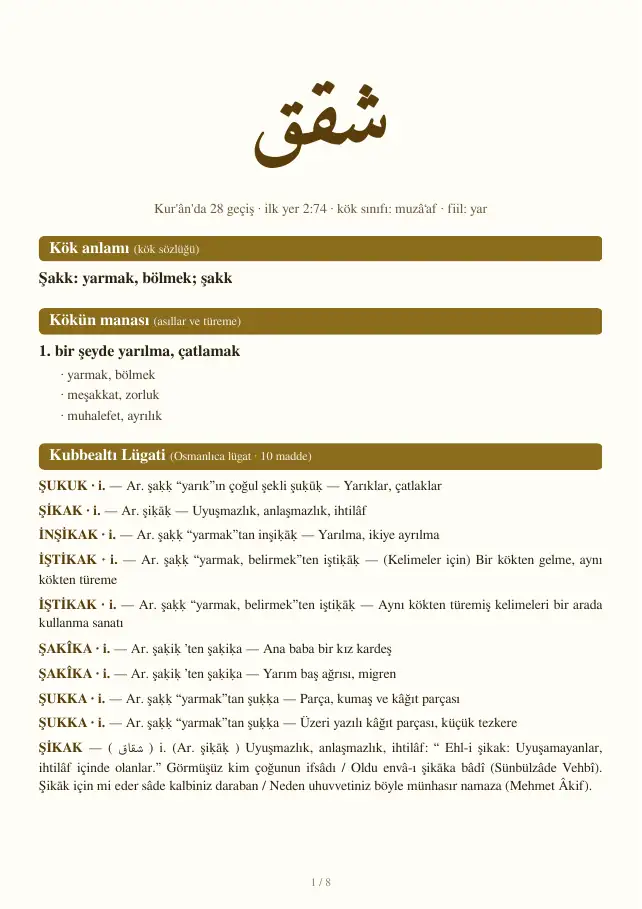 شقق
Kur'ân'da 28 geçiş · ilk yer 2:74 · kök sınıfı: muzâ'af · fiil: yar
Kök anlamı (kök sözlüğü)
Şakk: yarmak, bölmek; şakk
Kökün manası (asıllar ve türeme)
1. bir şeyde yarılma, çatlamak
· yarmak, bölmek
· meşakkat, zorluk
· muhalefet, ayrılık
Kubbealtı Lügati (Osmanlıca lügat · 10 madde)
ŞUKUK · i. — Ar. şaḳḳ “yarık”ın çoğul şekli şuḳūḳ — Yarıklar, çatlaklar
ŞİKAK · i. — Ar. şiḳāḳ — Uyuşmazlık, anlaşmazlık, ihtilâf
İNŞİKAK · i. — Ar. şaḳḳ “yarmak”tan inşiḳāḳ — Yarılma, ikiye ayrılma
İŞTİKAK · i. — Ar. şaḳḳ “yarmak, belirmek”ten iştiḳāḳ — (Kelimeler için) Bir kökten gelme, aynı
kökten türeme
İŞTİKAK · i. — Ar. şaḳḳ “yarmak, belirmek”ten iştiḳāḳ — Aynı kökten türemiş kelimeleri bir arada
kullanma sanatı
ŞAKÎKA · i. — Ar. şaḳiḳ ’ten şaḳiḳa — Ana baba bir kız kardeş
ŞAKÎKA · i. — Ar. şaḳiḳ ’ten şaḳiḳa — Yarım baş ağrısı, migren
ŞUKKA · i. — Ar. şaḳḳ “yarmak”tan şuḳḳa — Parça, kumaş ve kâğıt parçası
ŞUKKA · i. — Ar. şaḳḳ “yarmak”tan şuḳḳa — Üzeri yazılı kâğıt parçası, küçük tezkere
ŞİKAK — ( شقاق ) i. (Ar. şiḳāḳ ) Uyuşmazlık, anlaşmazlık, ihtilâf: “ Ehl-i şikak: Uyuşamayanlar,
ihtilâf içinde olanlar.” Görmüşüz kim çoğunun ifsâdı / Oldu envâ-ı şikāka bâdî (Sünbülzâde Vehbî).
Şikāk için mi eder sâde kalbiniz daraban / Neden uhuvvetiniz böyle münhasır namaza (Mehmet Âkif).
1 / 8